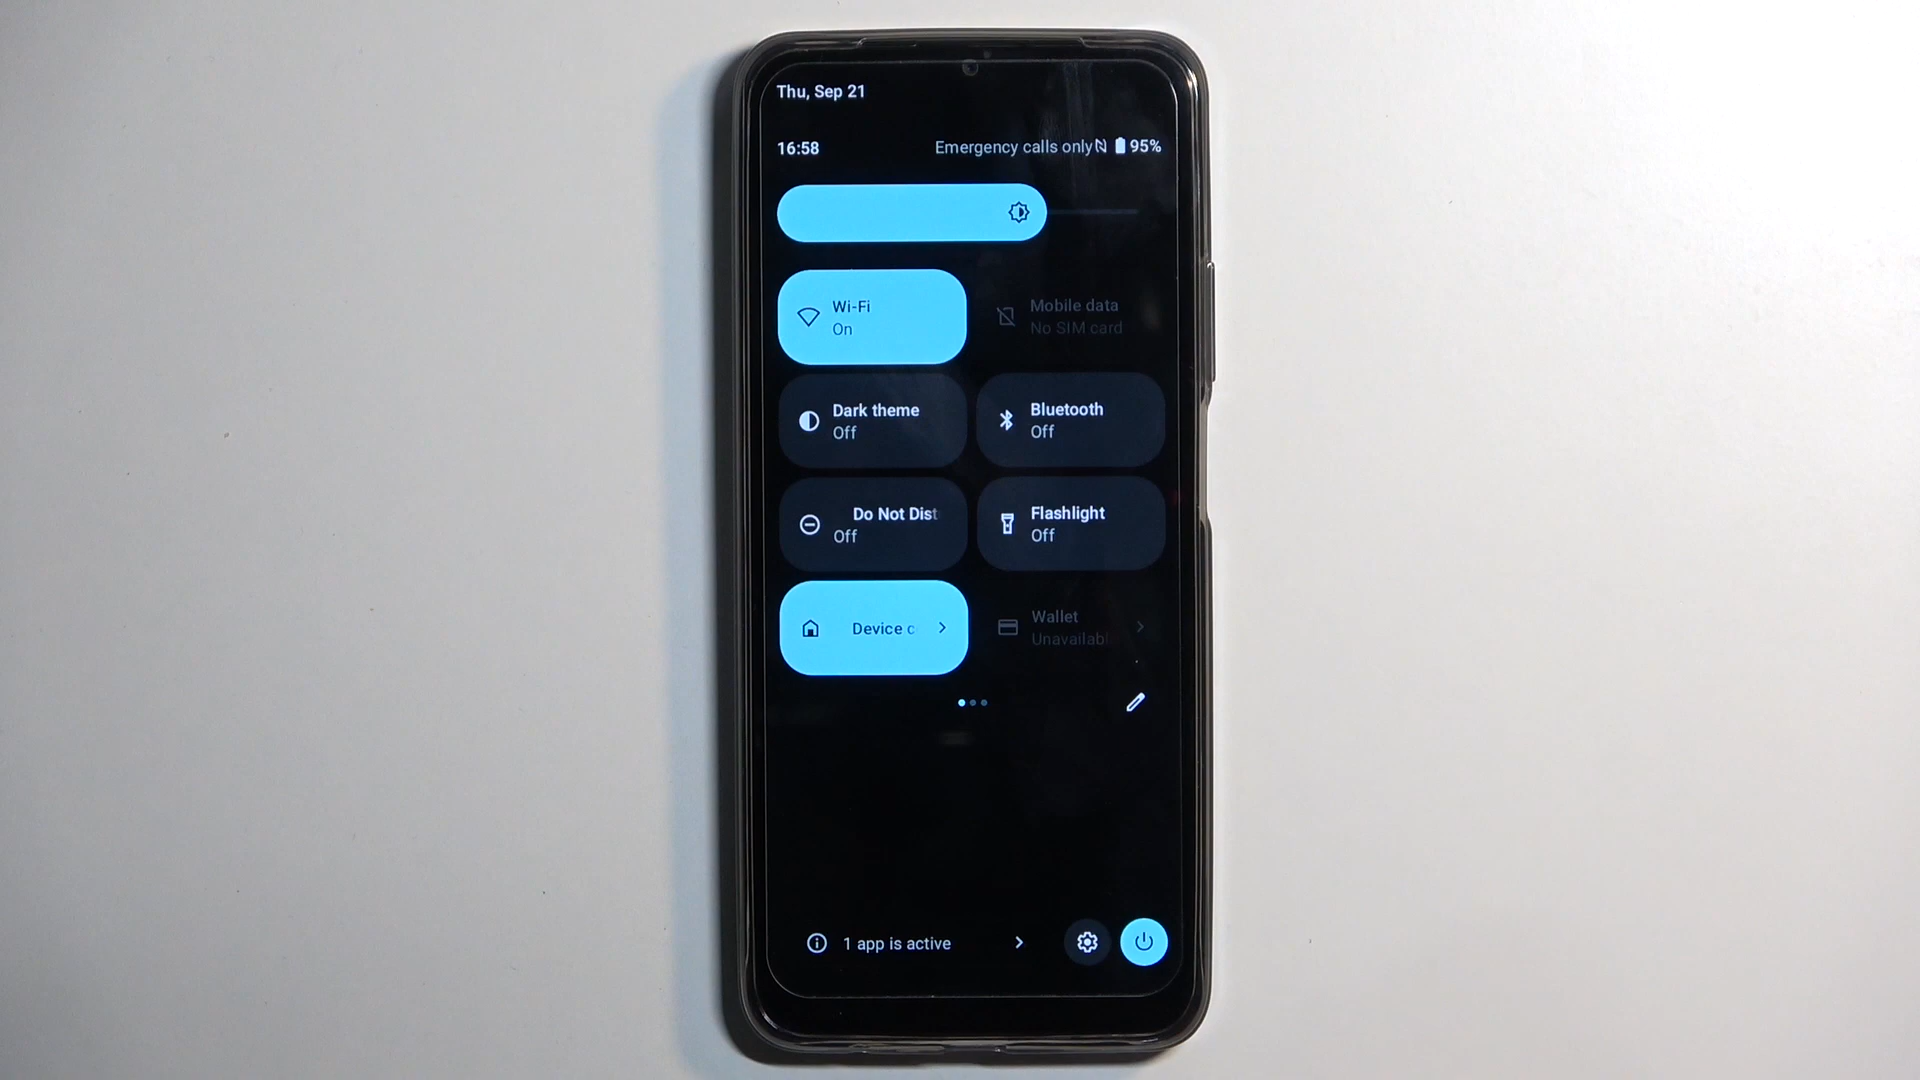 Thu, Sep 21
16:58 Emergency calls only 95%
Wi-Fi
On
Mobile data
No SIM card
Dark theme
Off
Bluetooth
Off
Do Not Dist
Off
Flashlight
Off
Device c
Wallet
Unavailabl
1 app is active